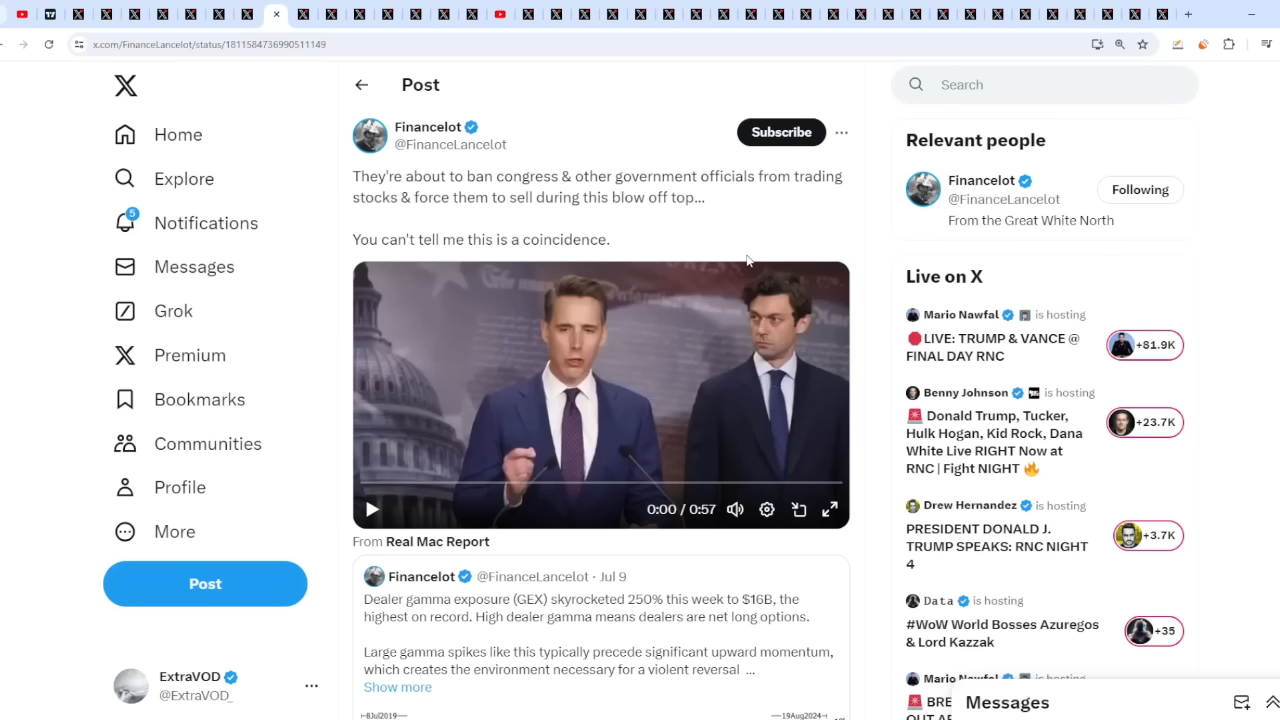 x.com/FinanceLancelot/status/1811584736990511149
Post
Search
Home
Explore
5
Notifications
Messages
Grok
Premium
Bookmarks
Communities
Profile
More
Post
ExtraVOD
@ExtraVOD_
Financelot
@FinanceLancelot
Subscribe
They're about to ban congress & other government officials from trading
stocks & force them to sell during this blow off top...
You can't tell me this is a coincidence.
0:00 / 0:57
From Real Mac Report
Financelot @FinanceLancelot · Jul 9
Dealer gamma exposure (GEX) skyrocketed 250% this week to $16B, the
highest on record. High dealer gamma means dealers are net long options.
Large gamma spikes like this typically precede significant upward momentum,
which creates the environment necessary for a violent reversal ...
Show more
8Jul2019
19Aug2024
Relevant people
Financelot
@FinanceLancelot
Following
From the Great White North
Live on X
Mario Nawfal is hosting
🛑LIVE: TRUMP & VANCE @
FINAL DAY RNC
+81.9K
Benny Johnson is hosting
🚨 Donald Trump, Tucker,
Hulk Hogan, Kid Rock, Dana
White Live RIGHT Now at
RNC | Fight NIGHT 🔥
+23.7K
Drew Hernandez is hosting
PRESIDENT DONALD J.
TRUMP SPEAKS: RNC NIGHT
4
+3.7K
Data is hosting
#WoW World Bosses Azuregos
& Lord Kazzak
+35
Mario
🚨 BRE
Messages